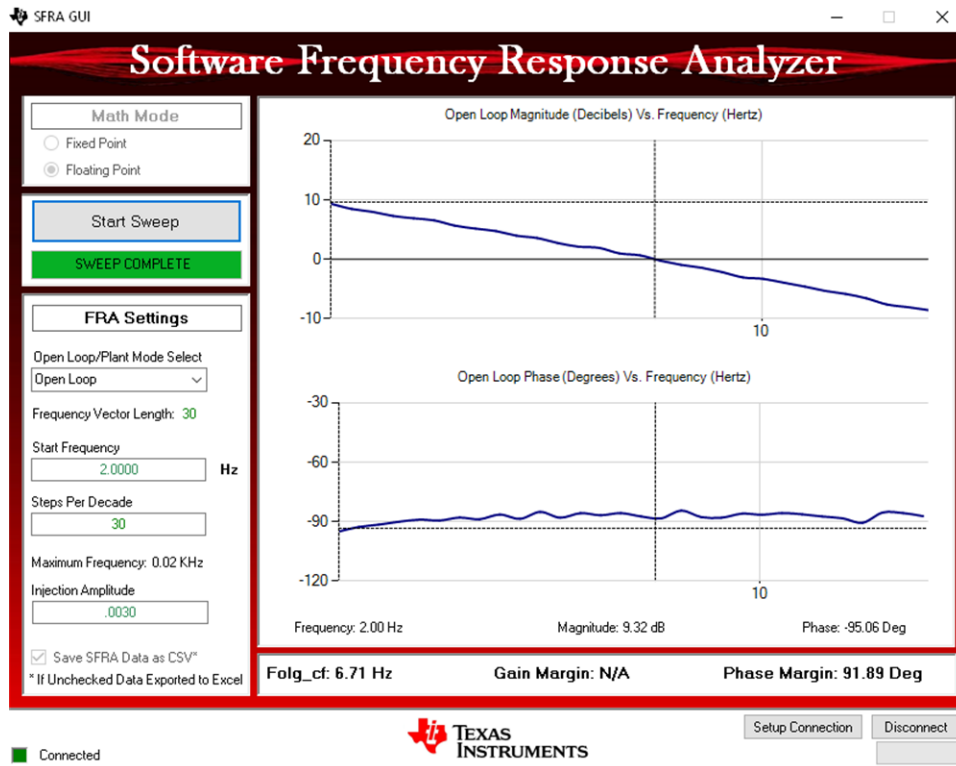 SFRA GUI
Software Frequency Response Analyzer
Math Mode
Fixed Point
Floating Point
Start Sweep
SWEEP COMPLETE
FRA Settings
Open Loop/Plant Mode Select
Open Loop
Frequency Vector Length: 30
Start Frequency
2.0000 Hz
Steps Per Decade
30
Maximum Frequency: 0.02 KHz
Injection Amplitude
.0030
Save SFRA Data as CSV*
* If Unchecked Data Exported to Excel
Open Loop Magnitude (Decibels) Vs. Frequency (Hertz)
20
10
0
-10
10
Open Loop Phase (Degrees) Vs. Frequency (Hertz)
-30
-60
-90
-120
10
Frequency: 2.00 Hz Magnitude: 9.32 dB Phase: -95.06 Deg
Folg_cf: 6.71 Hz Gain Margin: N/A Phase Margin: 91.89 Deg
Connected
TEXAS
INSTRUMENTS
Setup Connection Disconnect